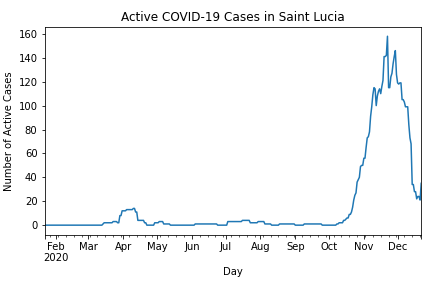 Active COVID-19 Cases in Saint Lucia
Number of Active Cases
160
140
120
100
80
60
40
20
0
Feb Mar Apr May Jun Jul Aug Sep Oct Nov Dec
2020
Day